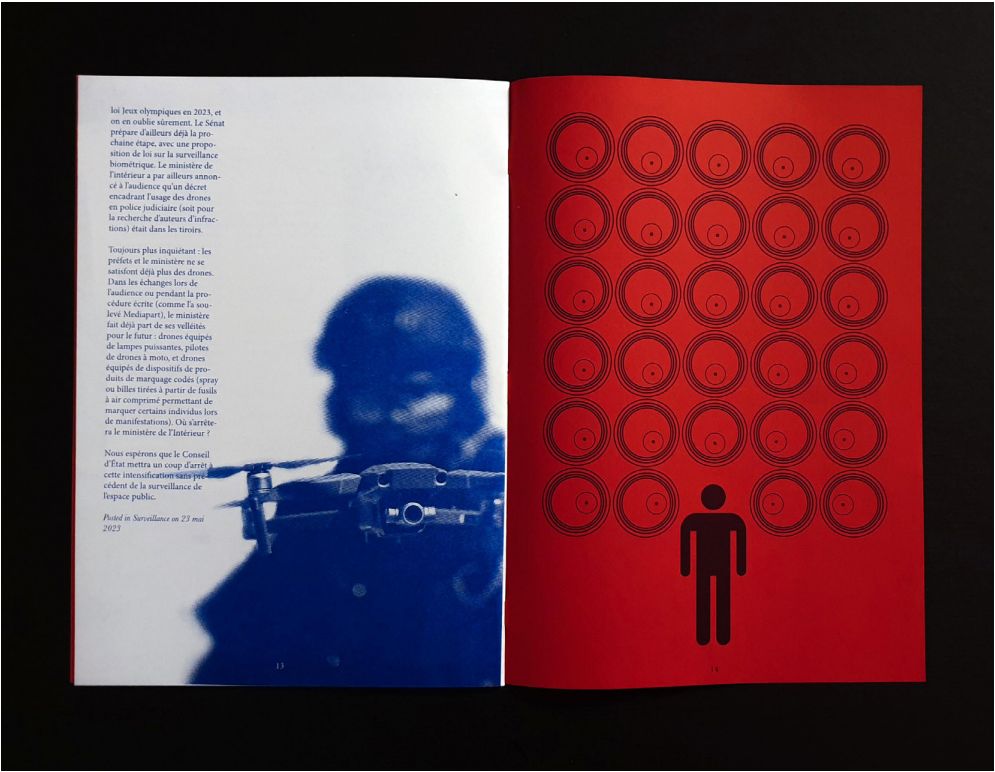 loi Jeux olympiques en 2023, et
on en oublie sûrement. Le Sénat
prépare d'ailleurs déjà la pro-
chaine étape, avec une propo-
sition de loi sur la surveillance
biométrique. Le ministère de
l'intérieur a par ailleurs annon-
cé à l'audience qu'un décret
encadrant l'usage des drones
en police judiciaire (soit pour
la recherche d'auteurs d'infrac-
tions) était dans les tiroirs.
Toujours plus inquiétant : les
préfets et le ministère ne se
satisfont déjà plus des drones.
Dans les échanges lors de
l'audience ou pendant la pro-
cédure écrite (comme l'a sou-
levé Mediapart), le ministère
fait déjà part de ses velléités
pour le futur : drones équipés
de lampes puissantes, pilotes
de drones à moto, et drones
équipés de dispositifs de pro-
duits de marquage codés (spray
ou billes tirées à partir de fusils
à air comprimé permettant de
marquer certains individus lors
de manifestations). Où s'arrête-
ra le ministère de l'Intérieur ?
Nous espérons que le Conseil
d'État mettra un coup d'arrêt à
cette intensification sans pré-
cédent de la surveillance de
l'espace public.
Posted in Surveillance on 23 mai
2023
13
14